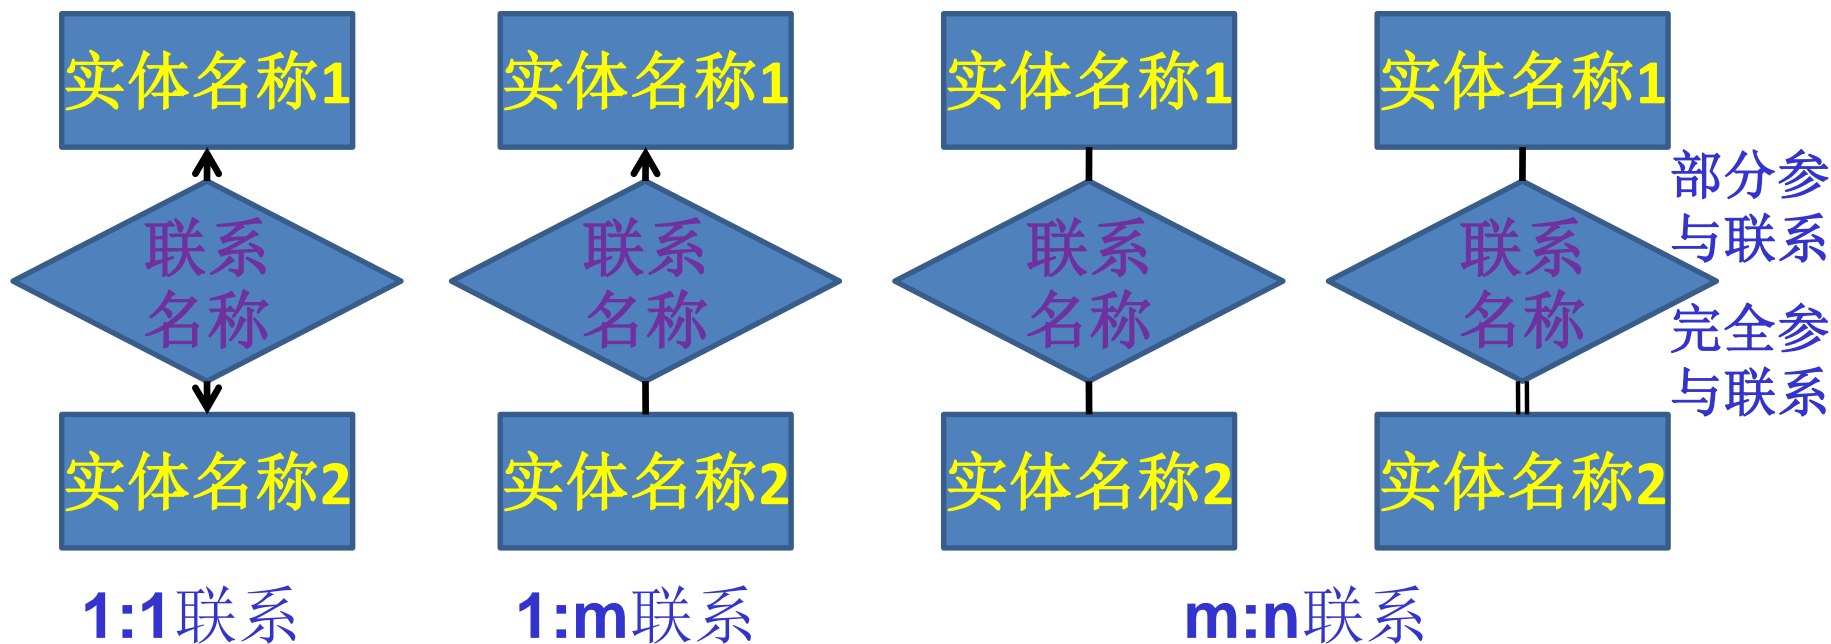 实体名称1
实体名称1
实体名称1
实体名称1
部分参
与联系
联系
名称
联系
名称
联系
名称
联系
名称
完全参
与联系
实体名称2
实体名称2
实体名称2
实体名称2
1:1联系
1:m联系
m:n联系